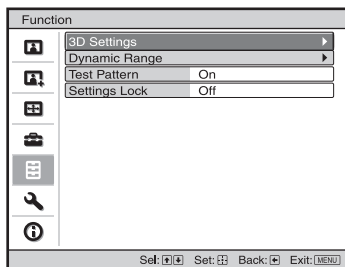 Function
3D Settings
Dynamic Range
Test Pattern On
Settings Lock Off
Sel: Set: Back: Exit: MENU